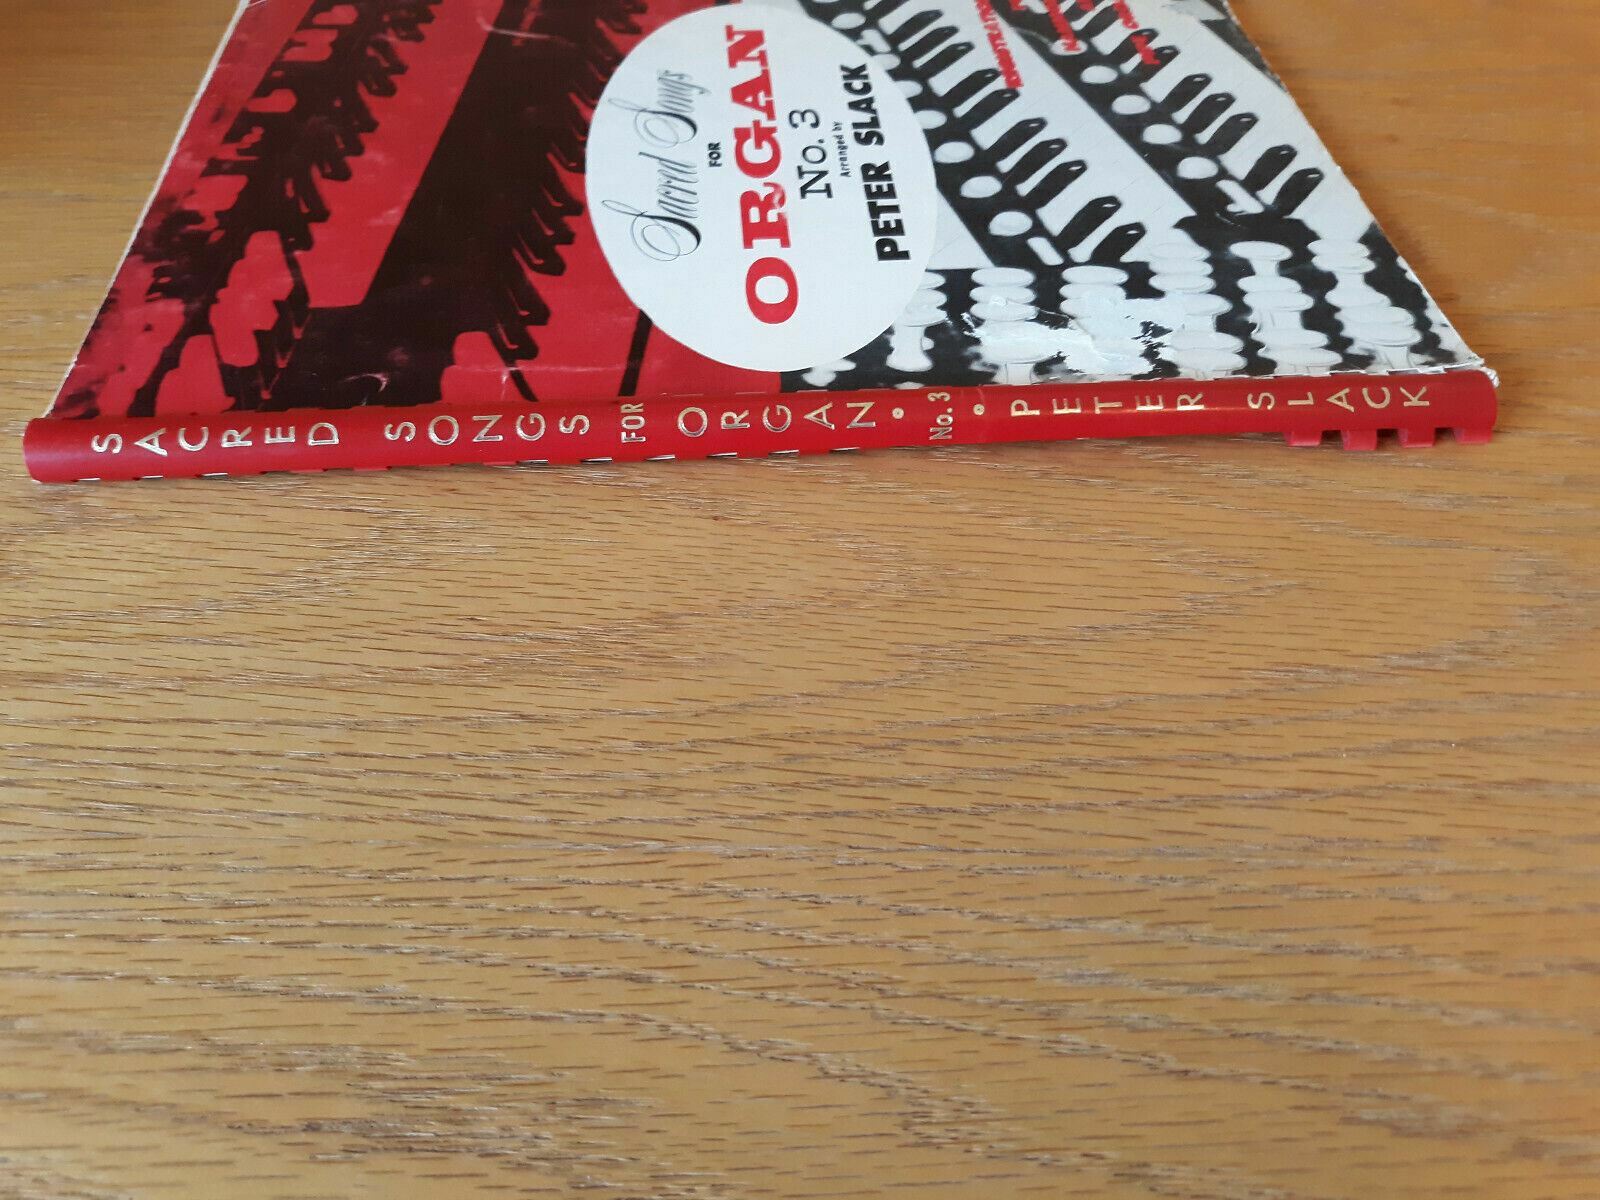 Sacred Songs
FOR
ORGAN
No. 3
Arranged by
PETER SLACK
SACRED SONGS FOR ORGAN • No. 3 • PETER SLACK